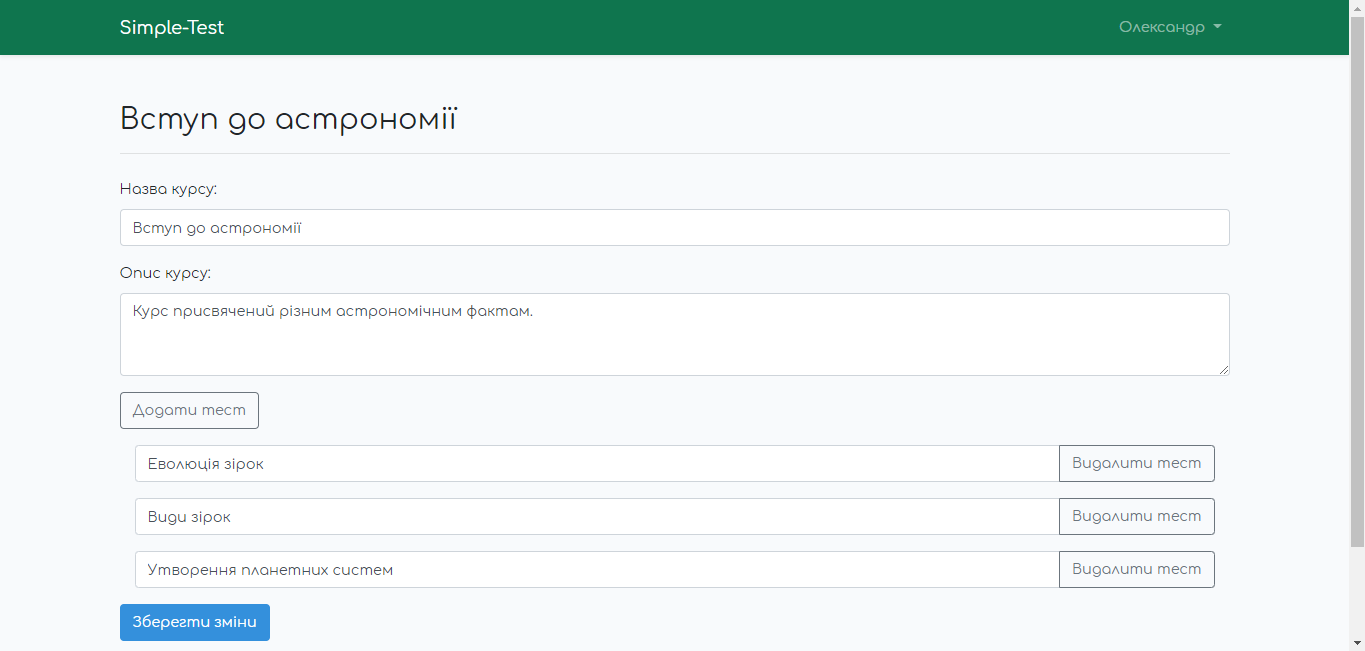 Simple-Test
Олександр
Вступ до астрономії
Назва курсу:
Вступ до астрономії
Опис курсу:
Курс присвячений різним астрономічним фактам.
Додати тест
Еволюція зірок
Видалити тест
Види зірок
Видалити тест
Утворення планетних систем
Видалити тест
Зберегти зміни